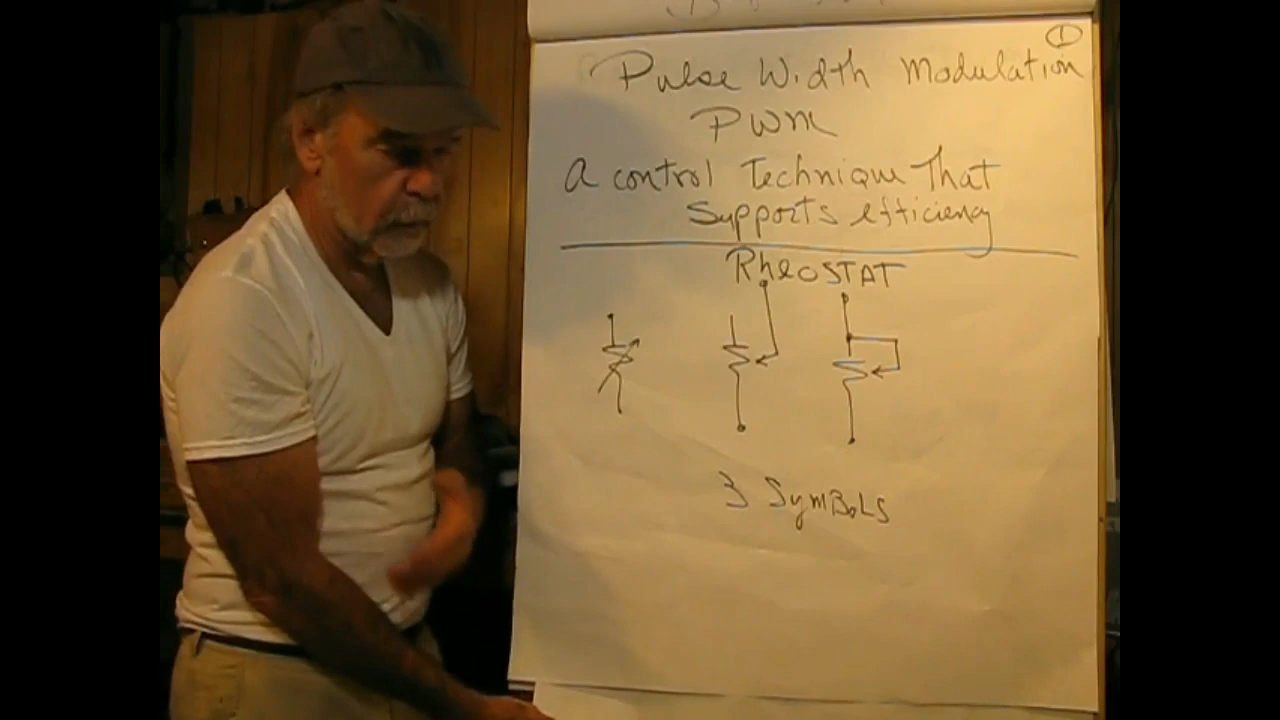 1
Pulse Width Modulation
PWM
A control Technique That
Supports efficiency
RheoSTAT
3 SymBoLS